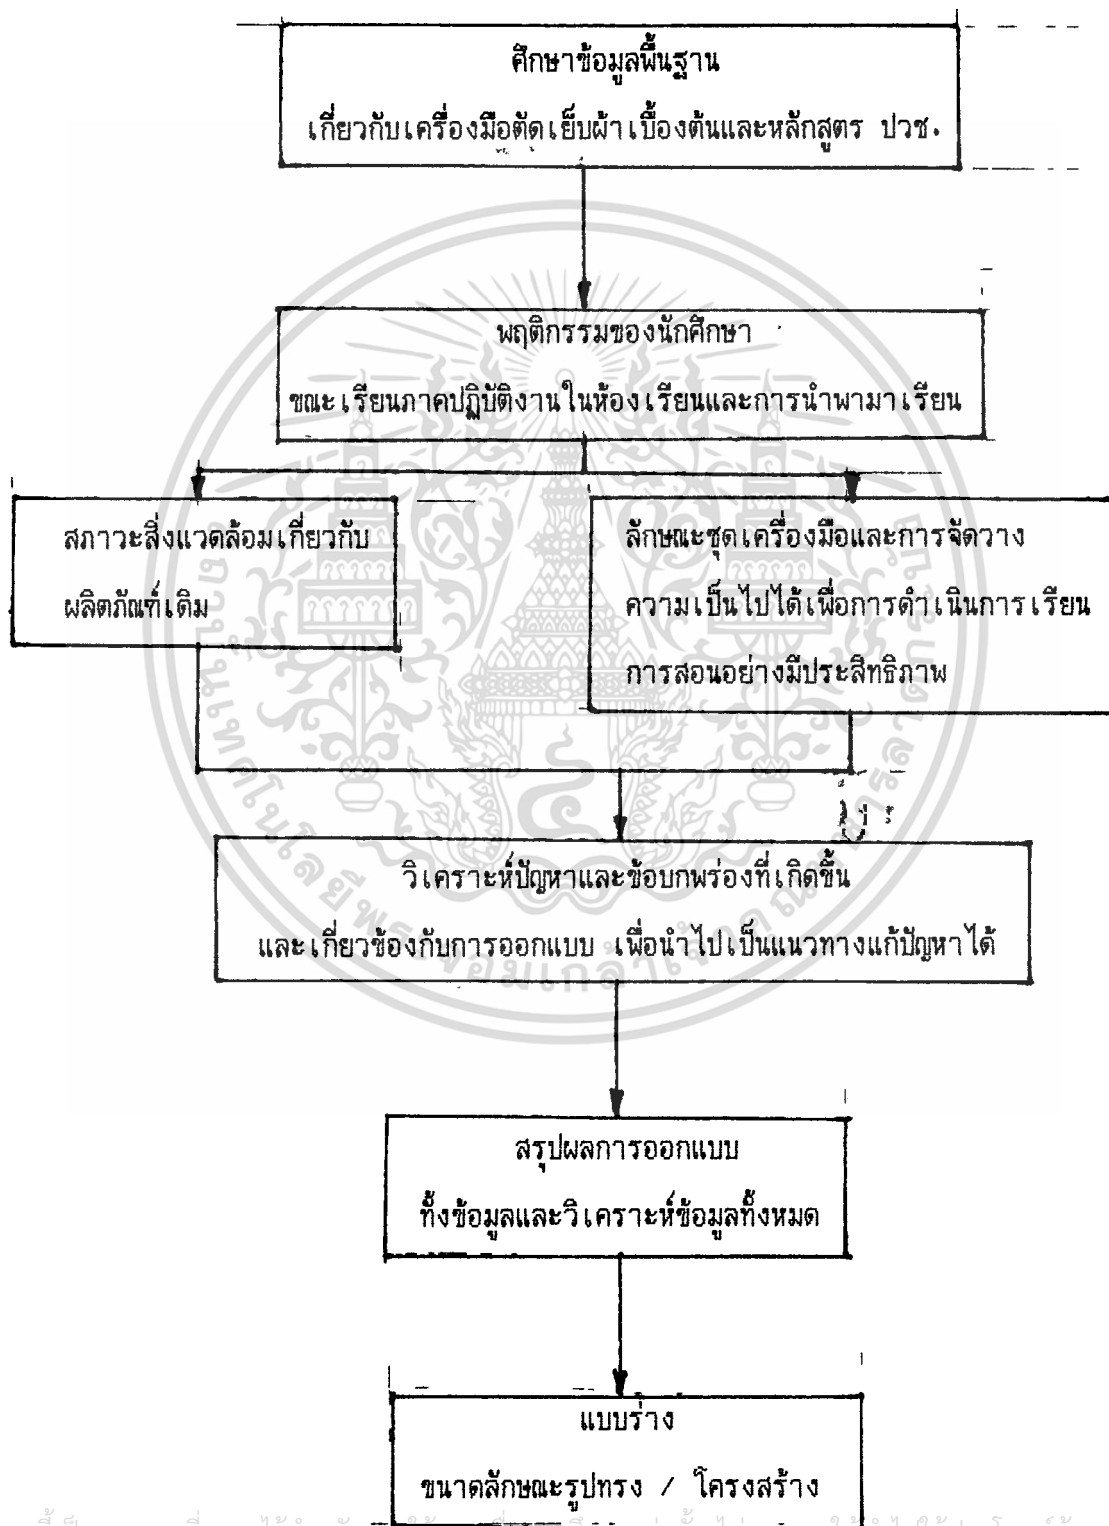 ศึกษาข้อมูลพื้นฐาน
เกี่ยวกับเครื่องมือตัดเย็บผ้าเบื้องต้นและหลักสูตร ปวช.
พฤติกรรมของนักศึกษา
ขณะเรียนภาคปฏิบัติงานในห้องเรียนและการนำพามาเรียน
สภาวะสิ่งแวดล้อมเกี่ยวกับ
ผลิตภัณฑ์เดิม
ลักษณะชุดเครื่องมือและการจัดวาง
ความเป็นไปได้เพื่อการดำเนินการเรียน
การสอนอย่างมีประสิทธิภาพ
วิเคราะห์ปัญหาและข้อบกพร่องที่เกิดขึ้น
และเกี่ยวข้องกับการออกแบบ เพื่อนำไปเป็นแนวทางแก้ปัญหาได้
สรุปผลการออกแบบ
ทั้งข้อมูลและวิเคราะห์ข้อมูลทั้งหมด
แบบร่าง
ขนาดลักษณะรูปทรง / โครงสร้าง